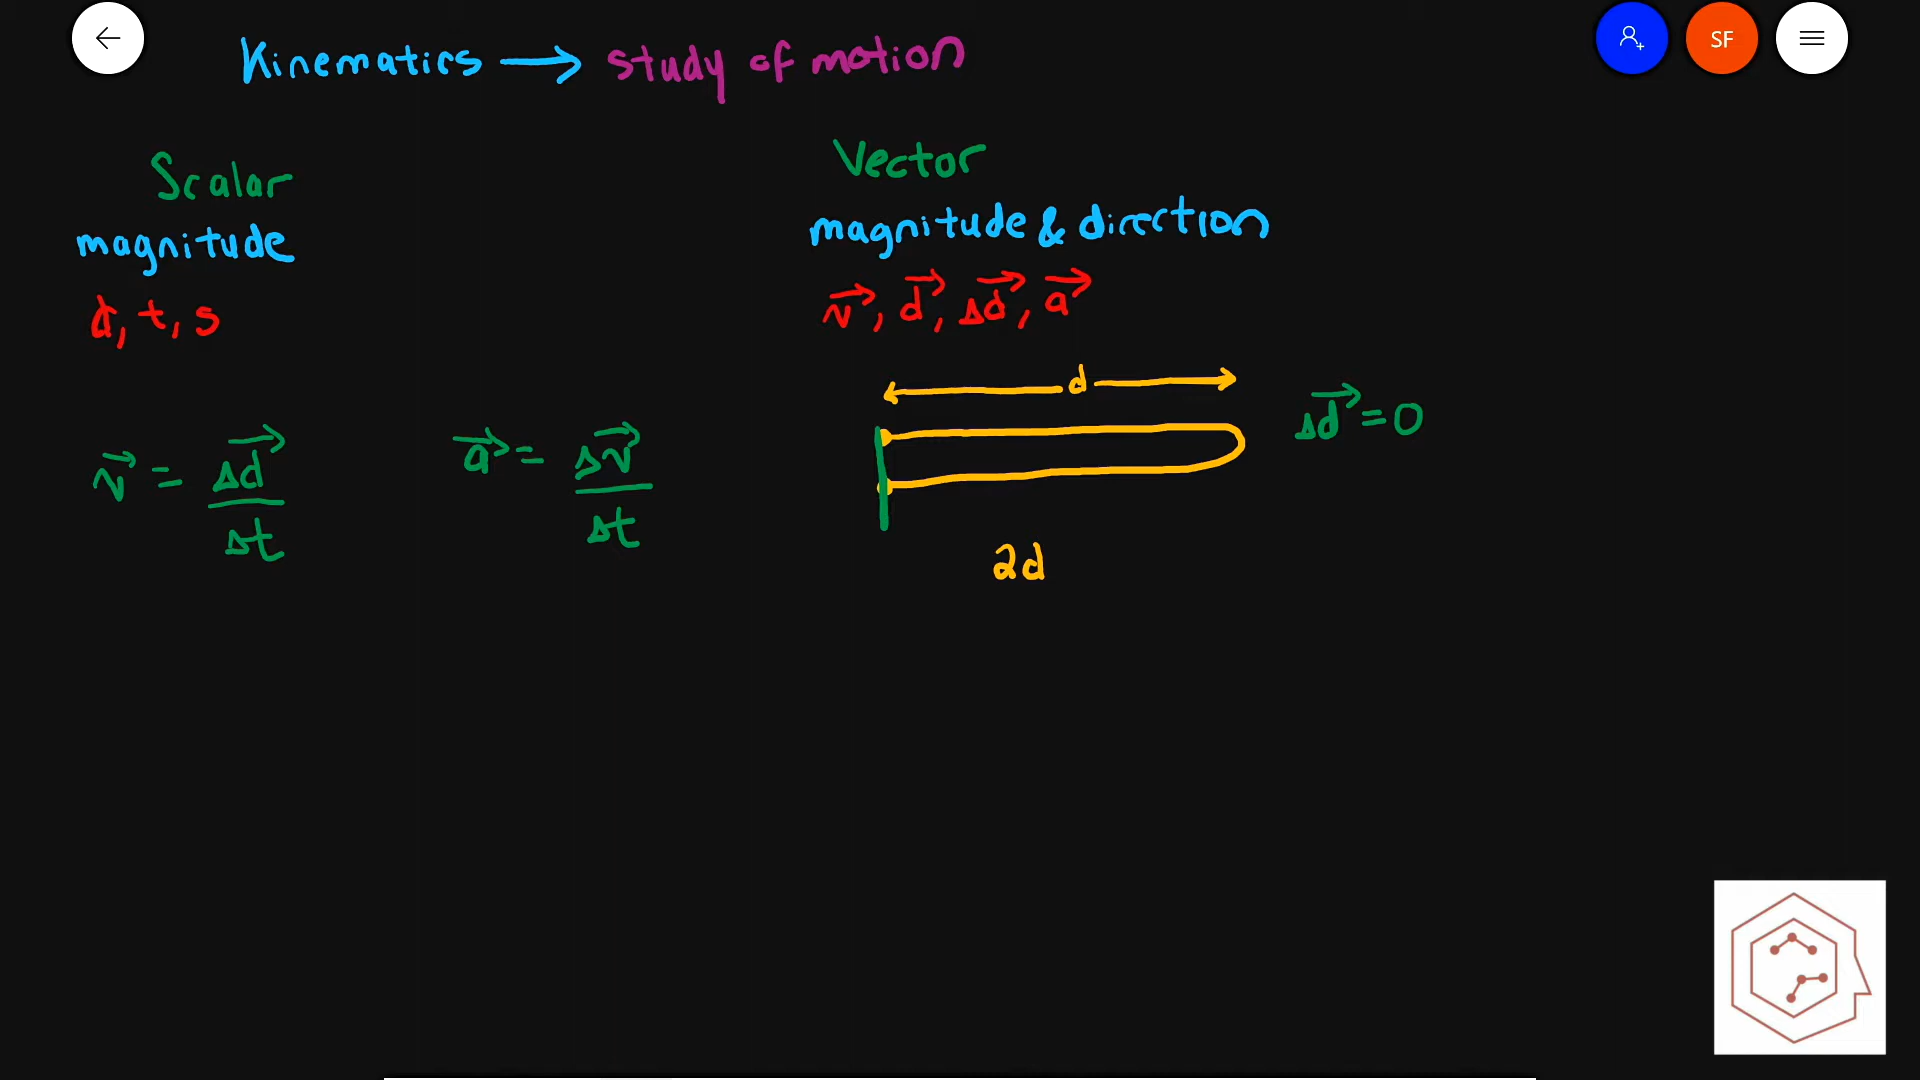 Kinematics → study of motion
SF
Scalar
magnitude
d, t, s
Vector
magnitude & direction
v⃗, d⃗, Δd⃗, a⃗
v⃗ = Δd⃗/Δt
a⃗ = Δv⃗/Δt
d
Δd⃗ = 0
2d